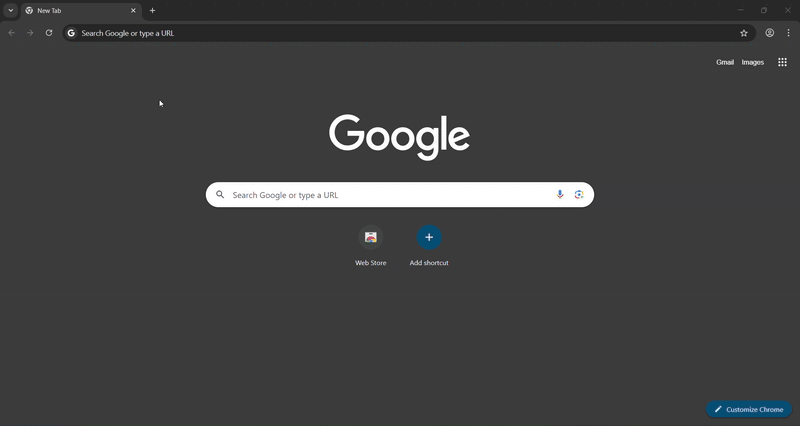 New Tab
Search Google or type a URL
Gmail Images
Google
Search Google or type a URL
Web Store Add shortcut
Customize Chrome